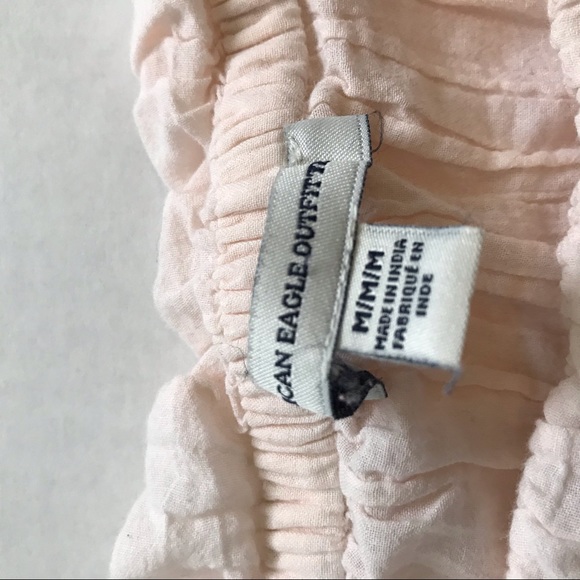 CAN EAGLE OUTFITT
M/M/M
MADE IN INDIA
FABRIQUÉ EN
INDE